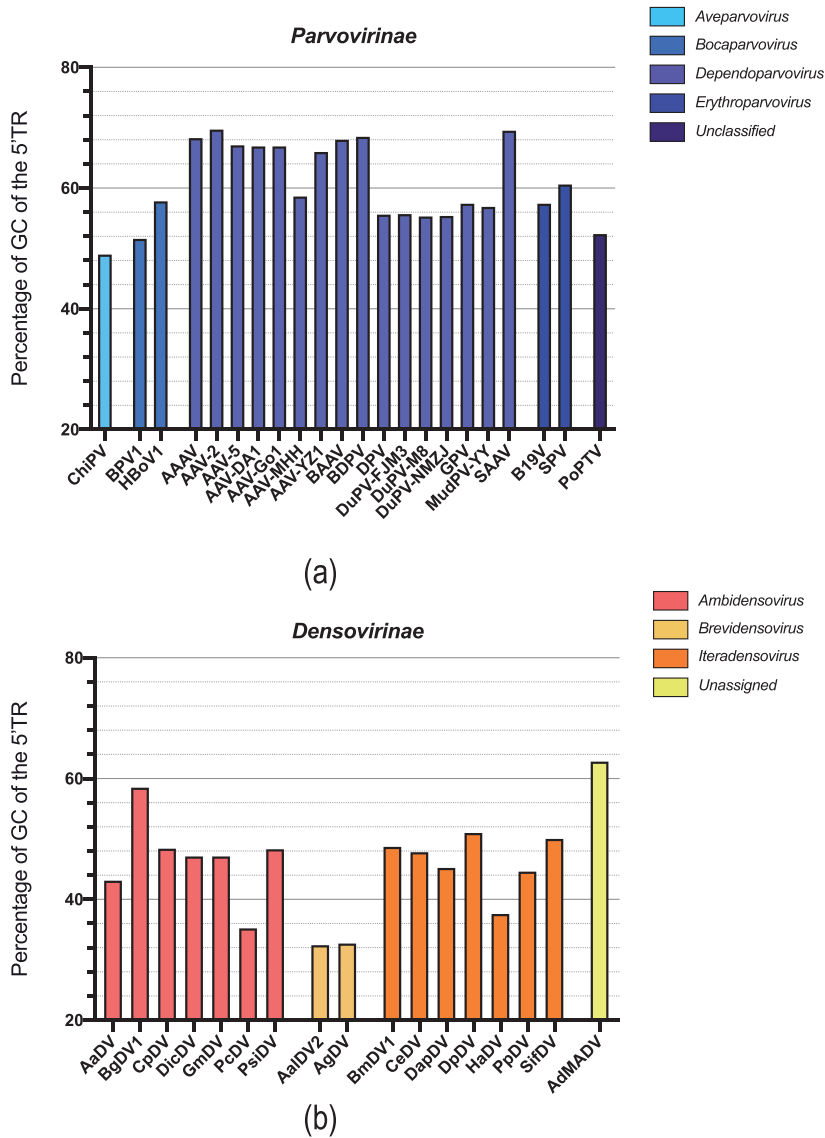 Parvovirinae
Aveparvovirus
Bocaparvovirus
Dependoparvovirus
Erythroparvovirus
Unclassified
Percentage of GC of the 5'TR
80
60
40
20
ChiPV
BPV1
HBoV1
AAAV
AAV-2
AAV-5
AAV-DA1
AAV-Go1
AAV-MHH
AAV-YZ1
BAAV
BDPV
DPV
DuPV-FJM3
DuPV-M8
DuPV-NMZJ
GPV
MudPV-YY
SAAV
B19V
SPV
PoPTV
(a)
Densovirinae
Ambidensovirus
Brevidensovirus
Iteradensovirus
Unassigned
Percentage of GC of the 5'TR
80
60
40
20
AaDV
BgDV1
CpDV
DicDV
GmDV
PcDV
PsiDV
AalDV2
AgDV
BmDV1
CeDV
DapDV
DpDV
HaDV
PpDV
SifDV
AdMADV
(b)